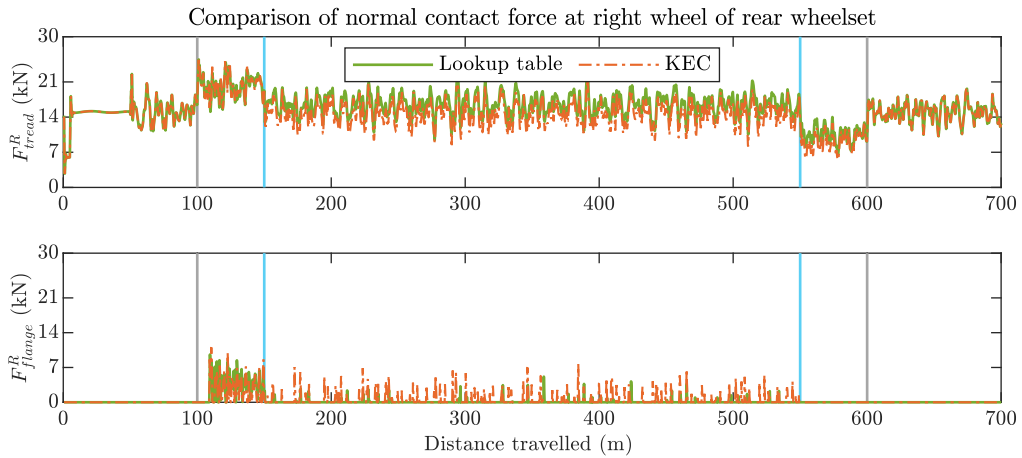 Comparison of normal contact force at right wheel of rear wheelset
30
21
14
7
0
F^R_tread (kN)
Lookup table KEC
0 100 200 300 400 500 600 700
30
21
14
7
0
F^R_flange (kN)
0 100 200 300 400 500 600 700
Distance travelled (m)